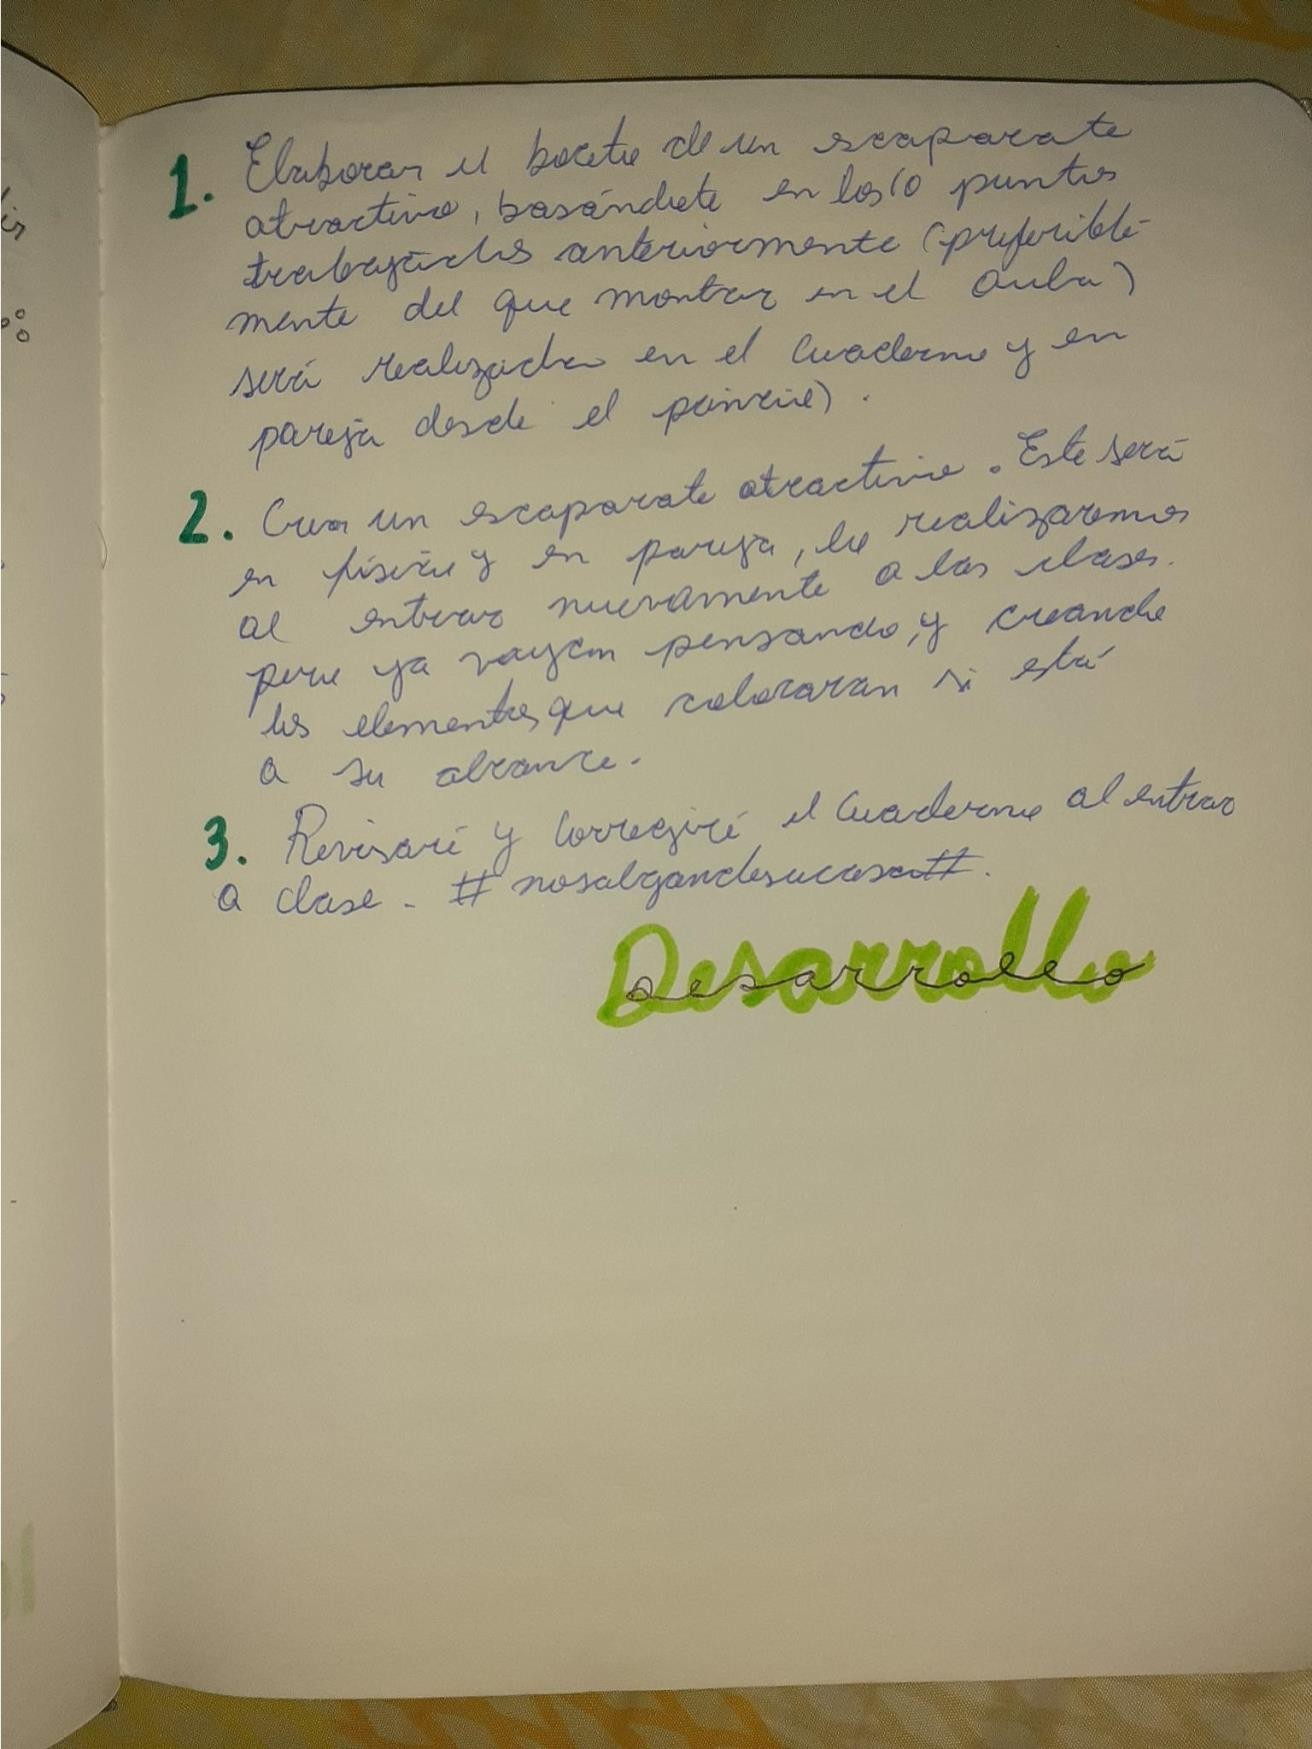 1. Elaborar el boceto de un escaparate
atractivo, basándote en los 10 puntos
trabajados anteriormente (preferible-
mente del que montar en el Aula)
será realizado en el Cuaderno y en
pareja desde el principio).
2. Crea un escaparate atractivo. Este será
en físico y en pareja, lo realizaremos
al entrar nuevamente a las clases.
pero ya vayan pensando, y creando
los elementos que colocaran si está
a su alcance.
3. Revisaré y Corregiré el Cuaderno al entrar
a clase. #nosalgandesucasa#.
Desarrollo